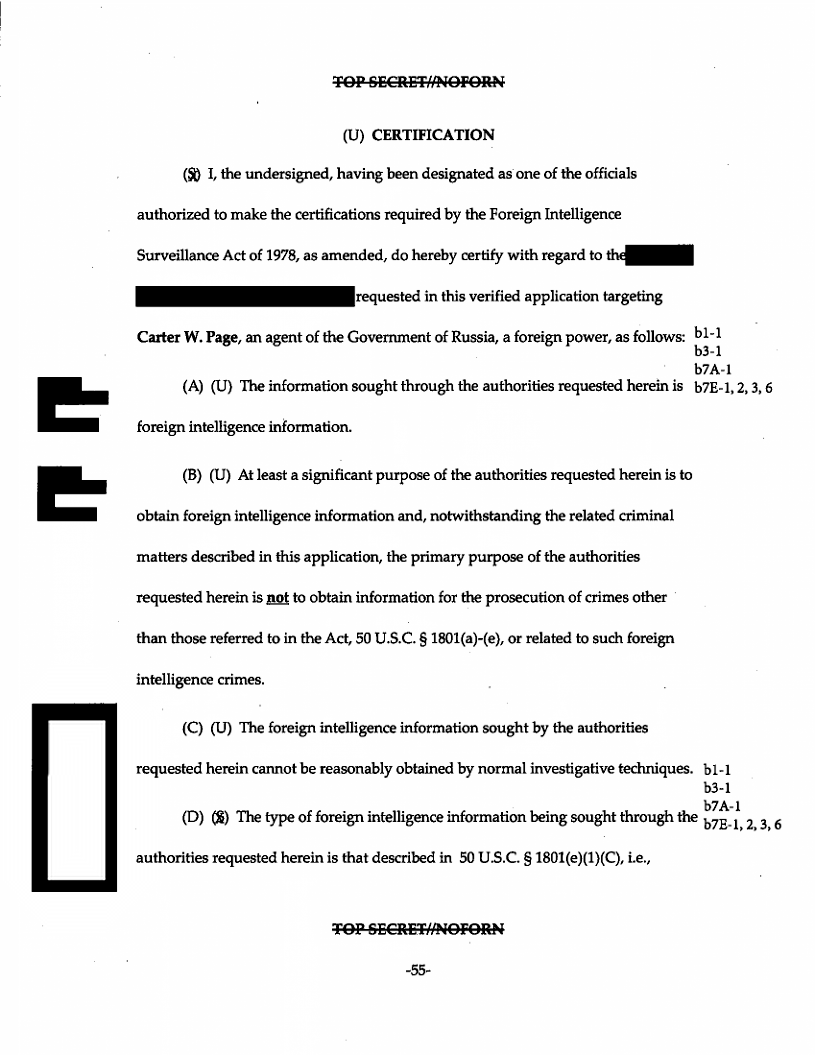 TOP SECRET//NOFORN
(U) CERTIFICATION
(S) I, the undersigned, having been designated as one of the officials
authorized to make the certifications required by the Foreign Intelligence
Surveillance Act of 1978, as amended, do hereby certify with regard to the
requested in this verified application targeting
Carter W. Page, an agent of the Government of Russia, a foreign power, as follows:
b1-1
b3-1
b7A-1
b7E-1, 2, 3, 6
(A) (U) The information sought through the authorities requested herein is
foreign intelligence information.
(B) (U) At least a significant purpose of the authorities requested herein is to
obtain foreign intelligence information and, notwithstanding the related criminal
matters described in this application, the primary purpose of the authorities
requested herein is not to obtain information for the prosecution of crimes other
than those referred to in the Act, 50 U.S.C. § 1801(a)-(e), or related to such foreign
intelligence crimes.
(C) (U) The foreign intelligence information sought by the authorities
requested herein cannot be reasonably obtained by normal investigative techniques.
b1-1
b3-1
b7A-1
b7E-1, 2, 3, 6
(D) (S) The type of foreign intelligence information being sought through the
authorities requested herein is that described in 50 U.S.C. § 1801(e)(1)(C), i.e.,
TOP SECRET//NOFORN
-55-